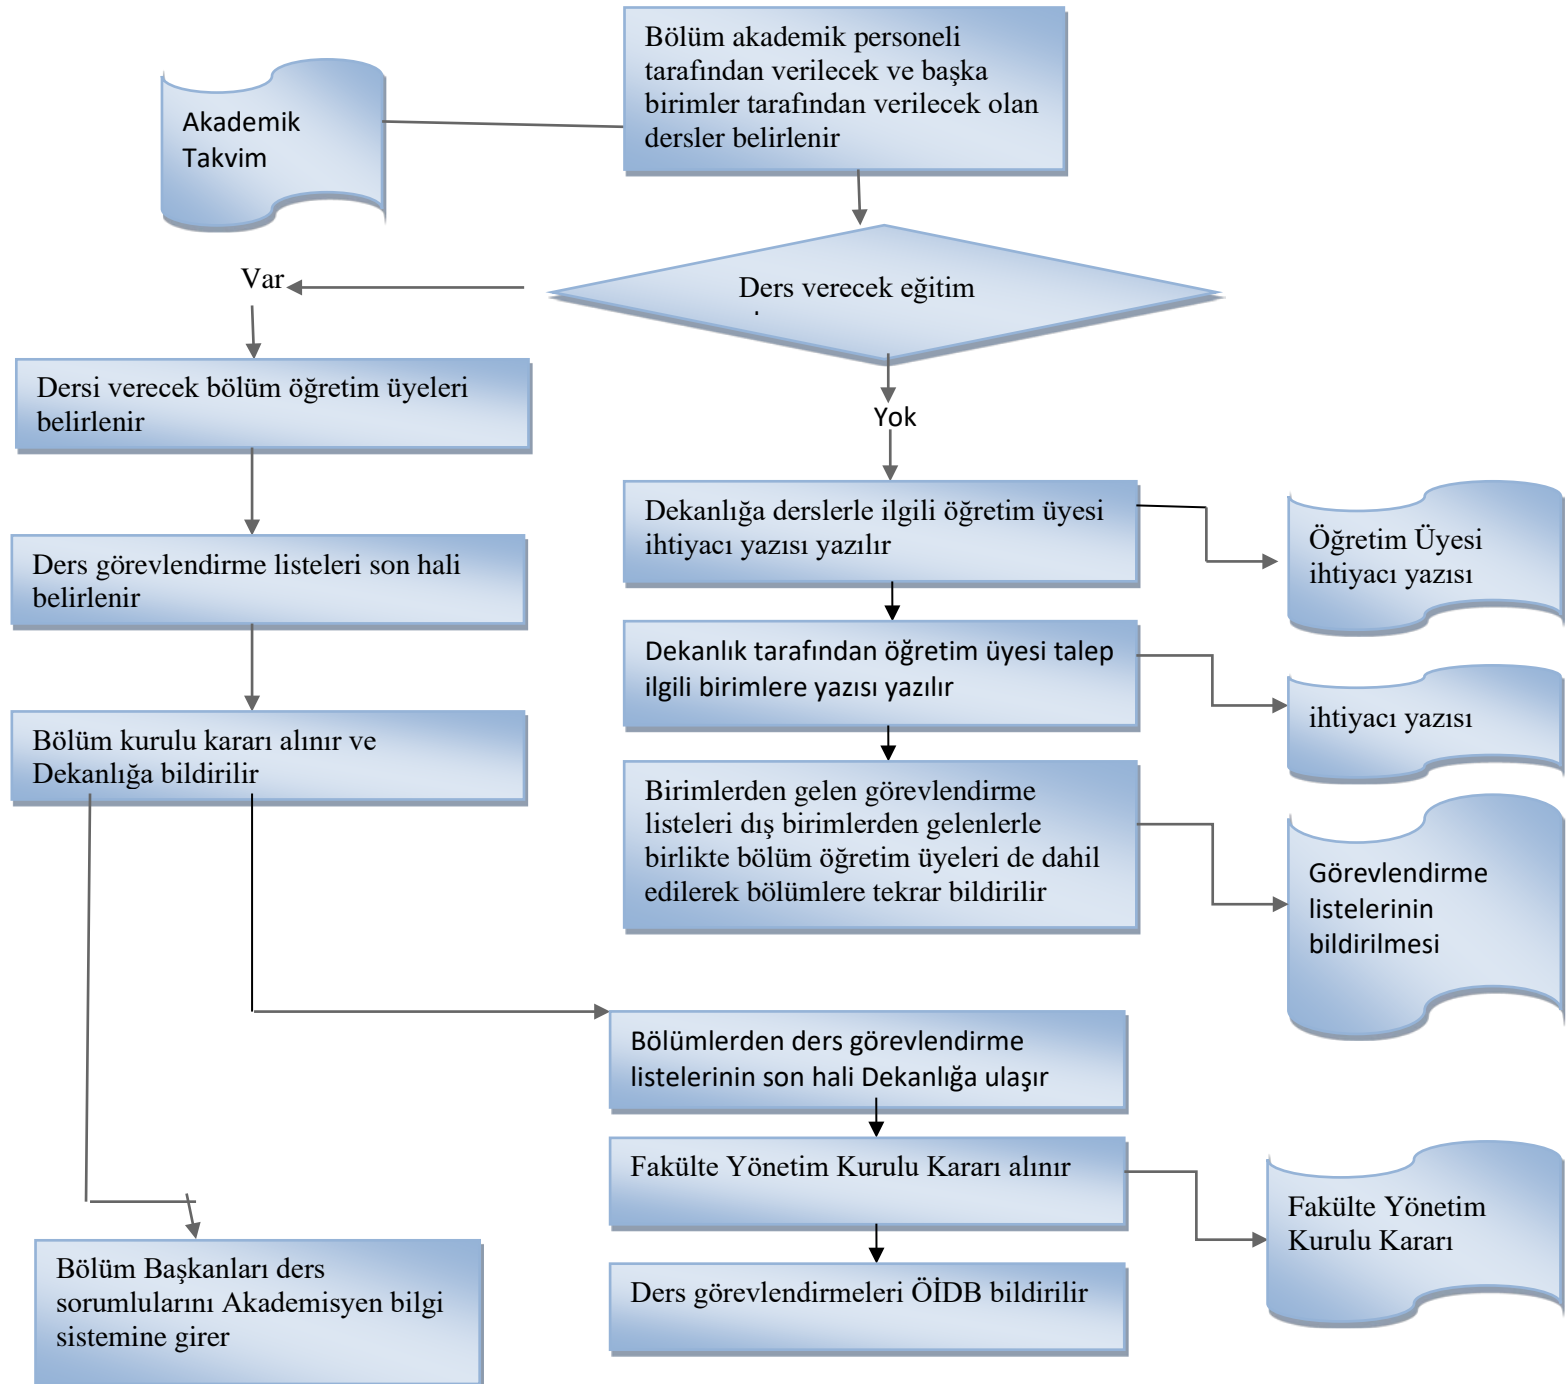 Bölüm akademik personeli
tarafından verilecek ve başka
birimler tarafından verilecek olan
dersler belirlenir
Akademik
Takvim
Ders verecek eğitim
Var
Yok
Dersi verecek bölüm öğretim üyeleri
belirlenir
Ders görevlendirme listeleri son hali
belirlenir
Bölüm kurulu kararı alınır ve
Dekanlığa bildirilir
Dekanlığa derslerle ilgili öğretim üyesi
ihtiyacı yazısı yazılır
Öğretim Üyesi
ihtiyacı yazısı
Dekanlık tarafından öğretim üyesi talep
ilgili birimlere yazısı yazılır
ihtiyacı yazısı
Birimlerden gelen görevlendirme
listeleri dış birimlerden gelenlerle
birlikte bölüm öğretim üyeleri de dahil
edilerek bölümlere tekrar bildirilir
Görevlendirme
listelerinin
bildirilmesi
Bölümlerden ders görevlendirme
listelerinin son hali Dekanlığa ulaşır
Fakülte Yönetim Kurulu Kararı alınır
Fakülte Yönetim
Kurulu Kararı
Ders görevlendirmeleri ÖİDB bildirilir
Bölüm Başkanları ders
sorumlularını Akademisyen bilgi
sistemine girer